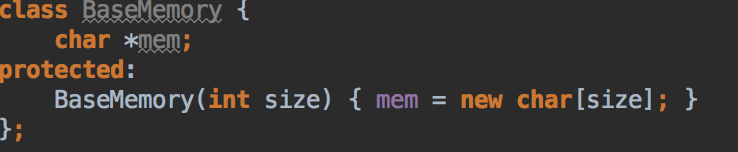 class BaseMemory {
    char *mem;
protected:
    BaseMemory(int size) { mem = new char[size]; }
};